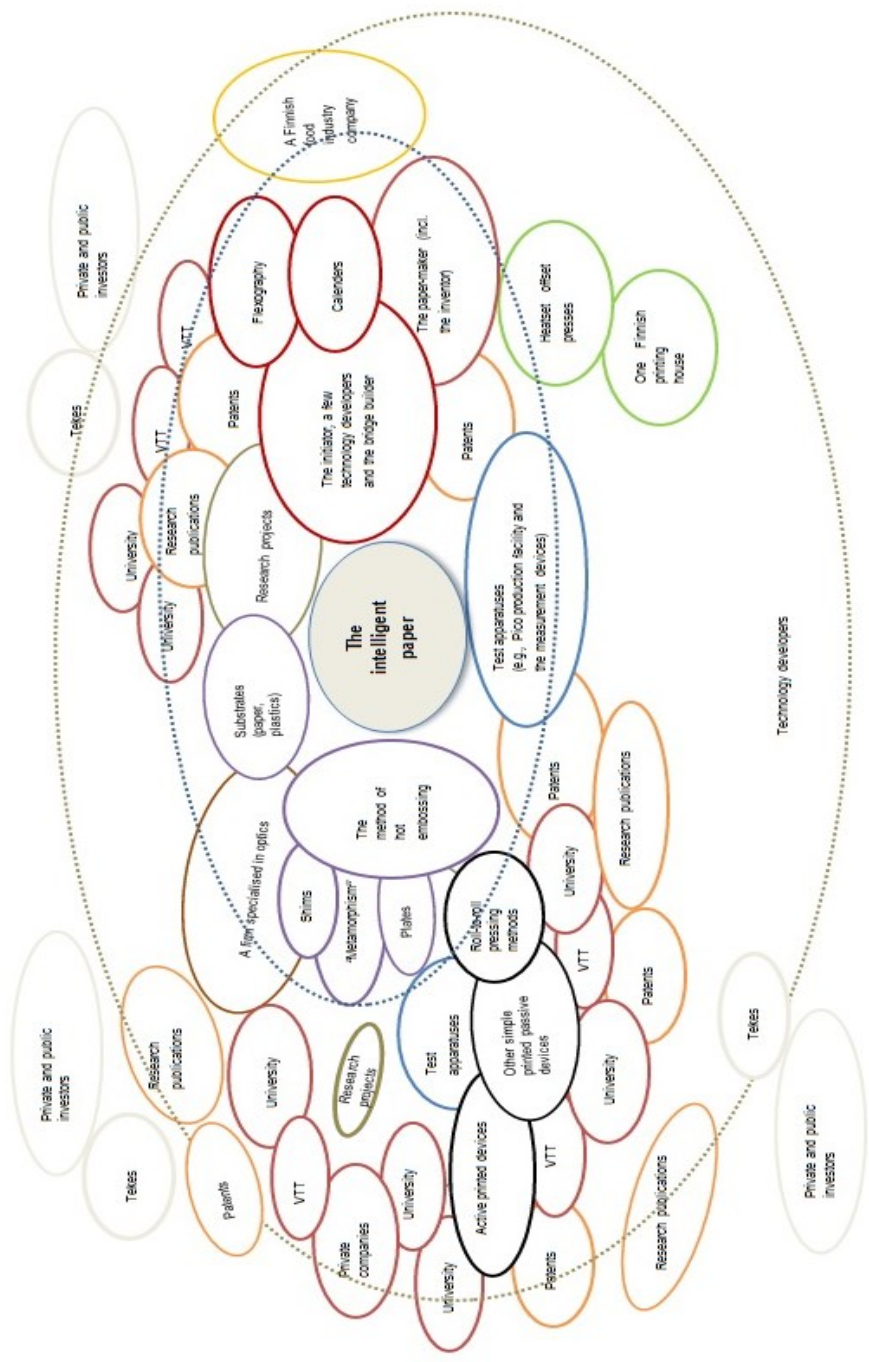 Private and public
investors
Tekes
Private and public
investors
Tekes
University
Research
publications
VTT
University
VTT
Research
publications
Patents
Patents
A firm specialised in optics
Substrates
(paper,
plastics)
Flexography
University
Research projects
VTT
Shims
A Finnish
food
industry
company
Calenders
The initiator, a few
technology developers
and the bridge builder
Private
companies
Research
projects
"Metamorphism"
The
intelligent
paper
The
method of
hot
embossing
Plates
University
The paper-maker (incl.
the inventor)
Test
apparatuses
University
Patents
Active printed devices
Roll-to-roll
pressing
methods
Test apparatuses
(e.g., Pico production facility and
the measurement devices)
Other simple
printed passive
devices
VTT
Patents
Patents
Heatset offset
presses
University
VTT
University
Research publications
Patents
One Finnish
printing
house
Research publications
Tekes
Technology developers
Private and public
investors